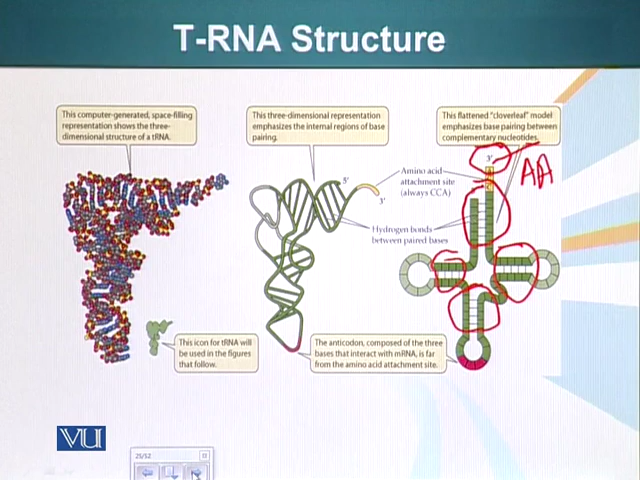 T-RNA Structure
This computer-generated, space-filling
representation shows the three-
dimensional structure of a tRNA.
This three-dimensional representation
emphasizes the internal regions of base
pairing.
This flattened "cloverleaf" model
emphasizes base pairing between
complementary nucleotides.
3'
AA
5'
3'
Amino acid
attachment site
(always CCA)
Hydrogen bonds
between paired bases
This icon for tRNA will
be used in the figures
that follow.
The anticodon, composed of the three
bases that interact with mRNA, is far
from the amino acid attachment site.
VU